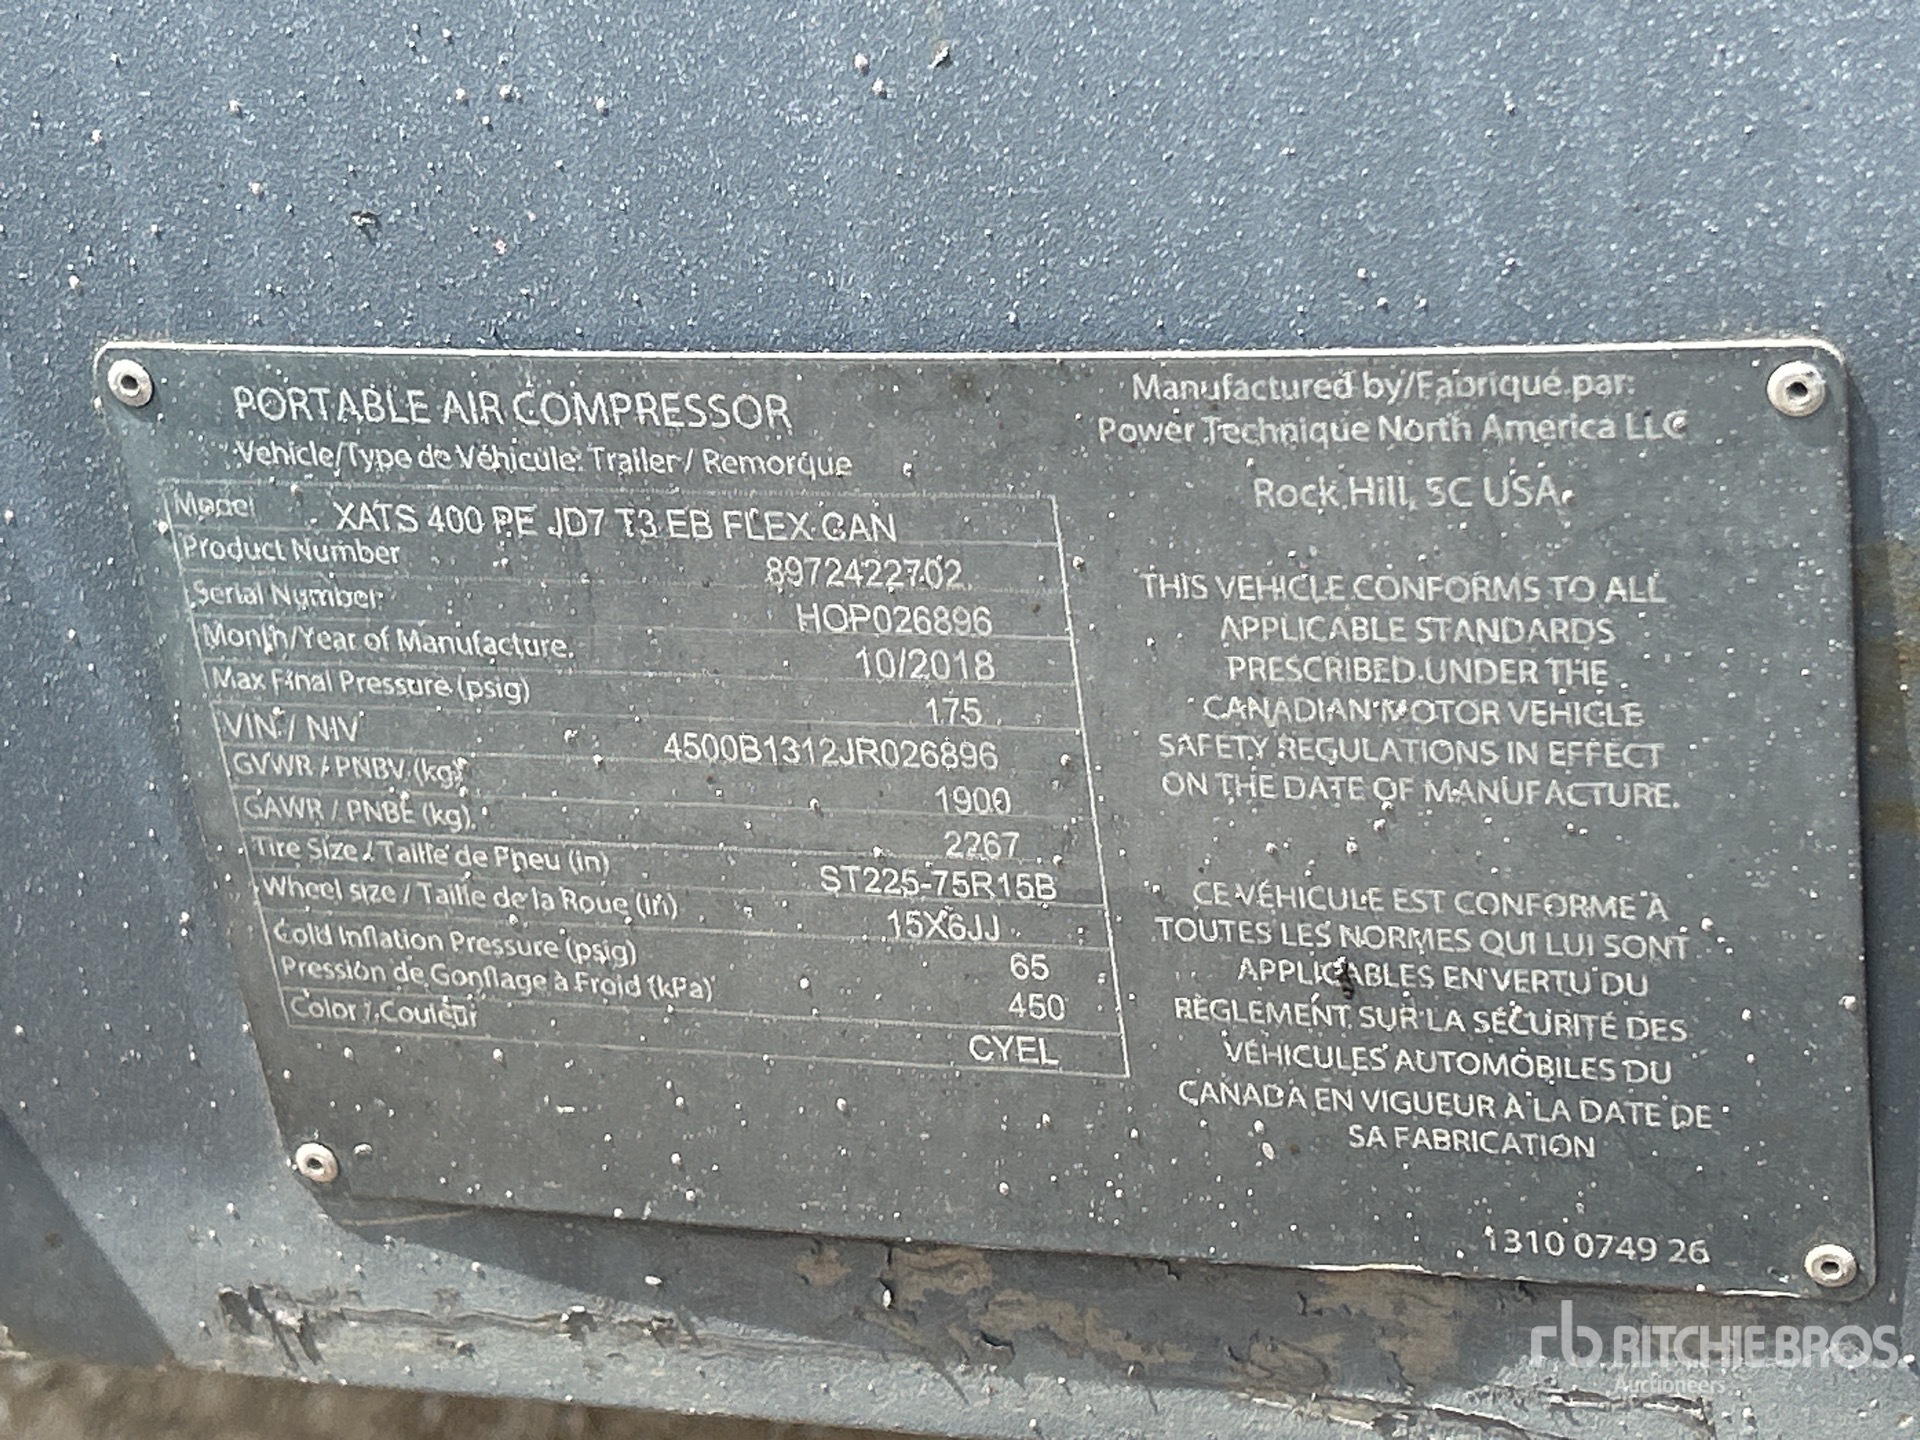 PORTABLE AIR COMPRESSOR
Vehicle/Type de Véhicule: Trailer / Remorque
Model XATS 400 PE JD7 T3 EB FLEX CAN
Product Number 8972422702
Serial Number HOP026896
Month/Year of Manufacture 10/2018
Max Final Pressure (psig) 175
VIN / NIV 4500B1312JR026896
GVWR / PNBV (kg) 1900
GAWR / PNBE (kg) 2267
Tire Size / Taille de Pneu (in) ST225-75R15B
Wheel size / Taille de la Roue (in) 15X6JJ
Cold Inflation Pressure (psig) 65
Pression de Gonflage à Froid (kPa) 450
Color / Couleur CYEL
Manufactured by/Fabriqué par:
Power Technique North America LLC
Rock Hill, SC USA
THIS VEHICLE CONFORMS TO ALL
APPLICABLE STANDARDS
PRESCRIBED UNDER THE
CANADIAN MOTOR VEHICLE
SAFETY REGULATIONS IN EFFECT
ON THE DATE OF MANUFACTURE.
CE VÉHICULE EST CONFORME À
TOUTES LES NORMES QUI LUI SONT
APPLICABLES EN VERTU DU
RÈGLEMENT SUR LA SÉCURITÉ DES
VÉHICULES AUTOMOBILES DU
CANADA EN VIGUEUR À LA DATE DE
SA FABRICATION
1310 0749 26
rb RITCHIE BROS.
Auctioneers